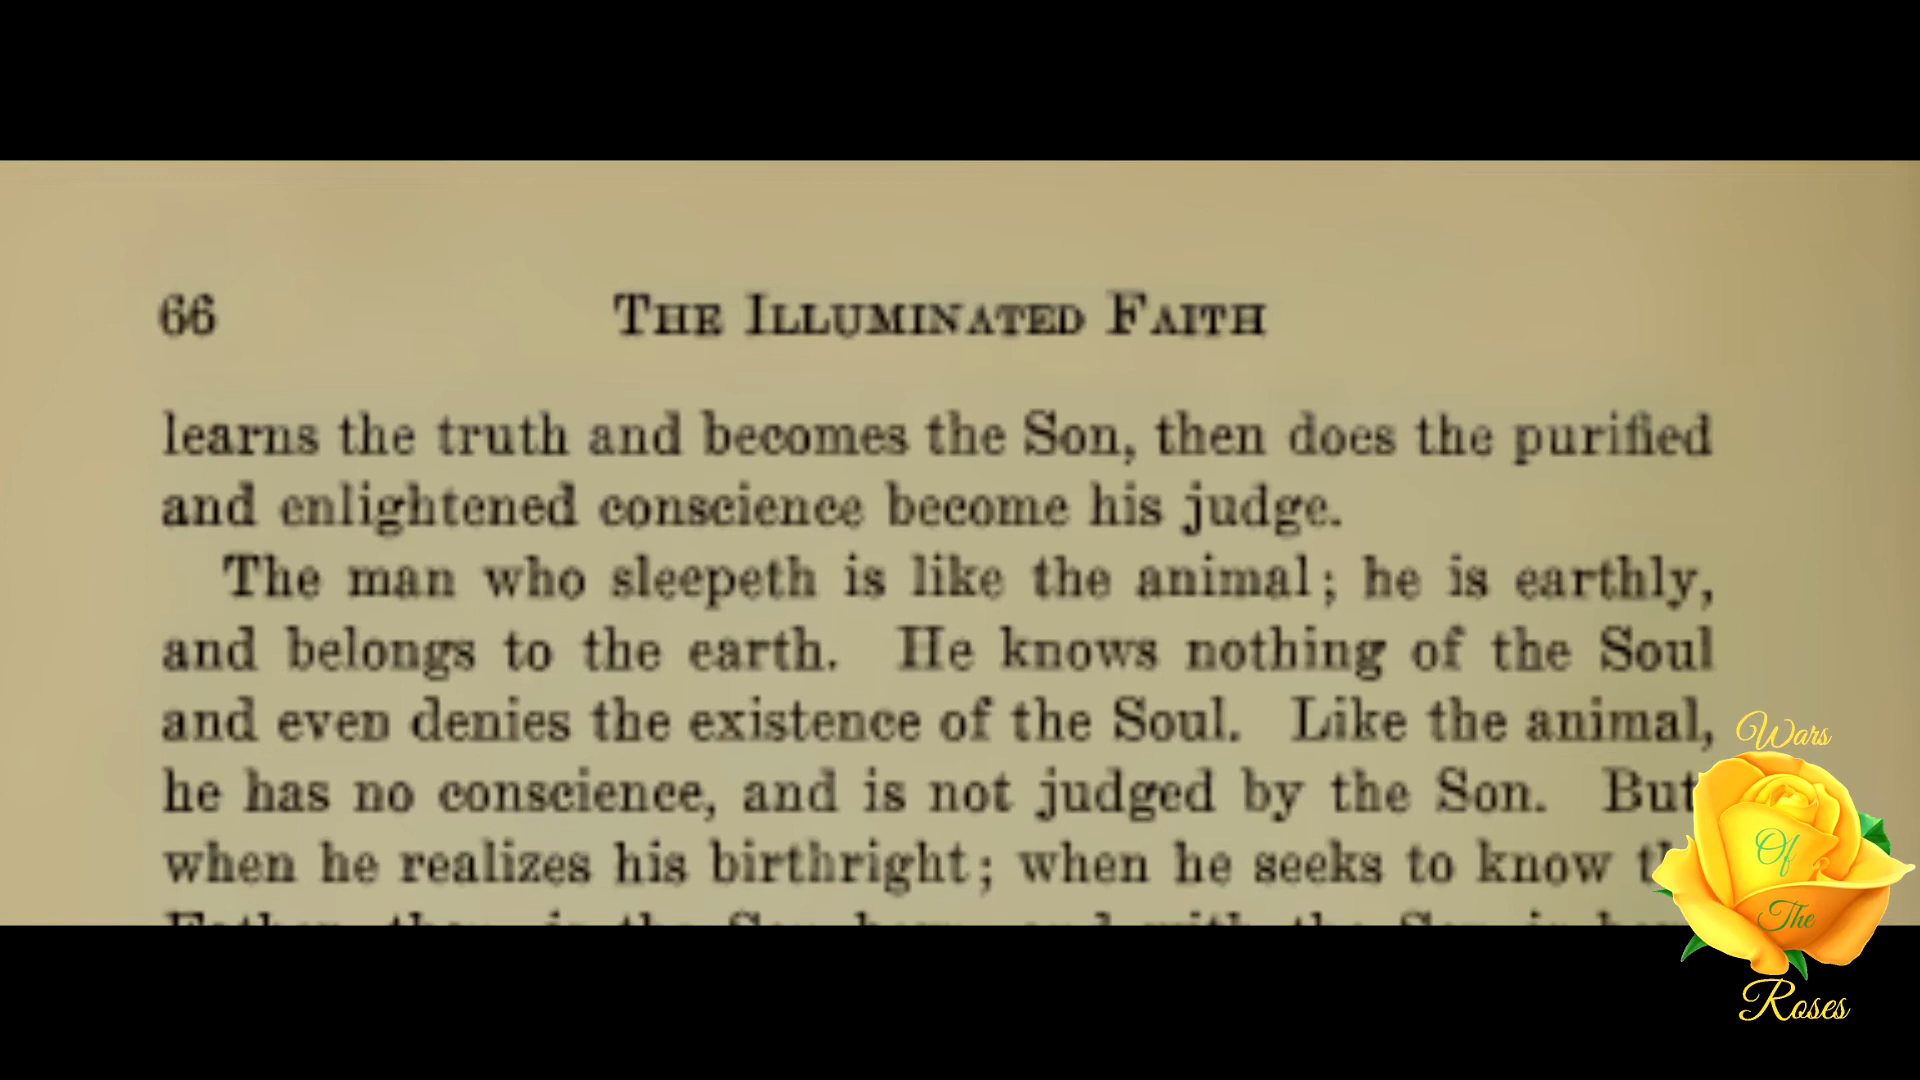 66 The Illuminated Faith
learns the truth and becomes the Son, then does the purified
and enlightened conscience become his judge.
The man who sleepeth is like the animal; he is earthly,
and belongs to the earth. He knows nothing of the Soul
and even denies the existence of the Soul. Like the animal,
he has no conscience, and is not judged by the Son. But
when he realizes his birthright; when he seeks to know
Wars
Of
The
Roses